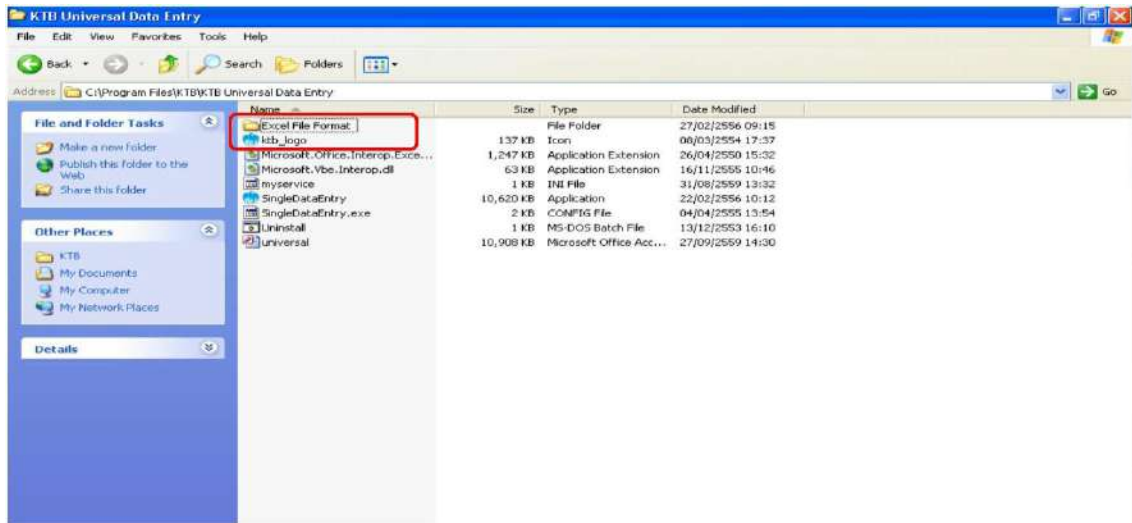 KTB Universal Data Entry
File Edit View Favorites Tools Help
Back Search Folders
Address C:\Program Files\KTB\KTB Universal Data Entry Go
Name Size Type Date Modified
Excel File Format File Folder 27/02/2556 09:15
ktb_logo 137 KB Icon 08/03/2554 17:37
Microsoft.Office.Interop.Exce... 1,247 KB Application Extension 26/04/2550 15:32
Microsoft.Vbe.Interop.dll 63 KB Application Extension 16/11/2555 10:46
myservice 1 KB INI File 31/08/2559 13:32
SingleDataEntry 10,620 KB Application 22/02/2556 10:12
SingleDataEntry.exe 2 KB CONFIG File 04/04/2555 13:54
Uninstall 1 KB MS-DOS Batch File 13/12/2553 16:10
universal 10,908 KB Microsoft Office Acc... 27/09/2559 14:30
File and Folder Tasks
Make a new folder
Publish this folder to the
Web
Share this folder
Other Places
KTB
My Documents
My Computer
My Network Places
Details